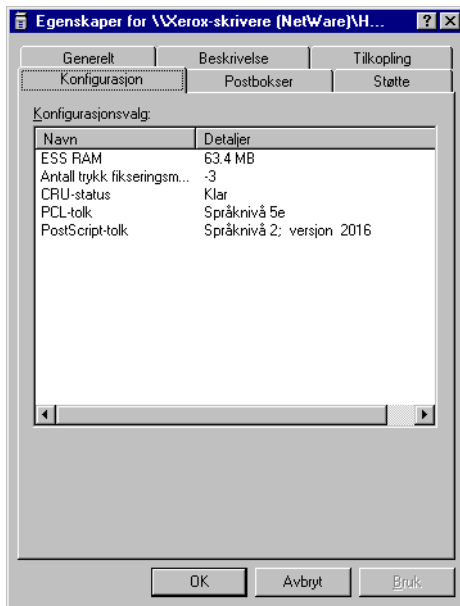 Egenskaper for \\Xerox-skrivere (NetWare)\H...
Generelt Beskrivelse Tilkopling
Konfigurasjon Postbokser Støtte
Konfigurasjonsvalg:
Navn Detaljer
ESS RAM 63.4 MB
Antall trykk fikseringsm... -3
CRU-status Klar
PCL-tolk Språknivå 5e
PostScript-tolk Språknivå 2; versjon 2016
OK Avbryt Bruk